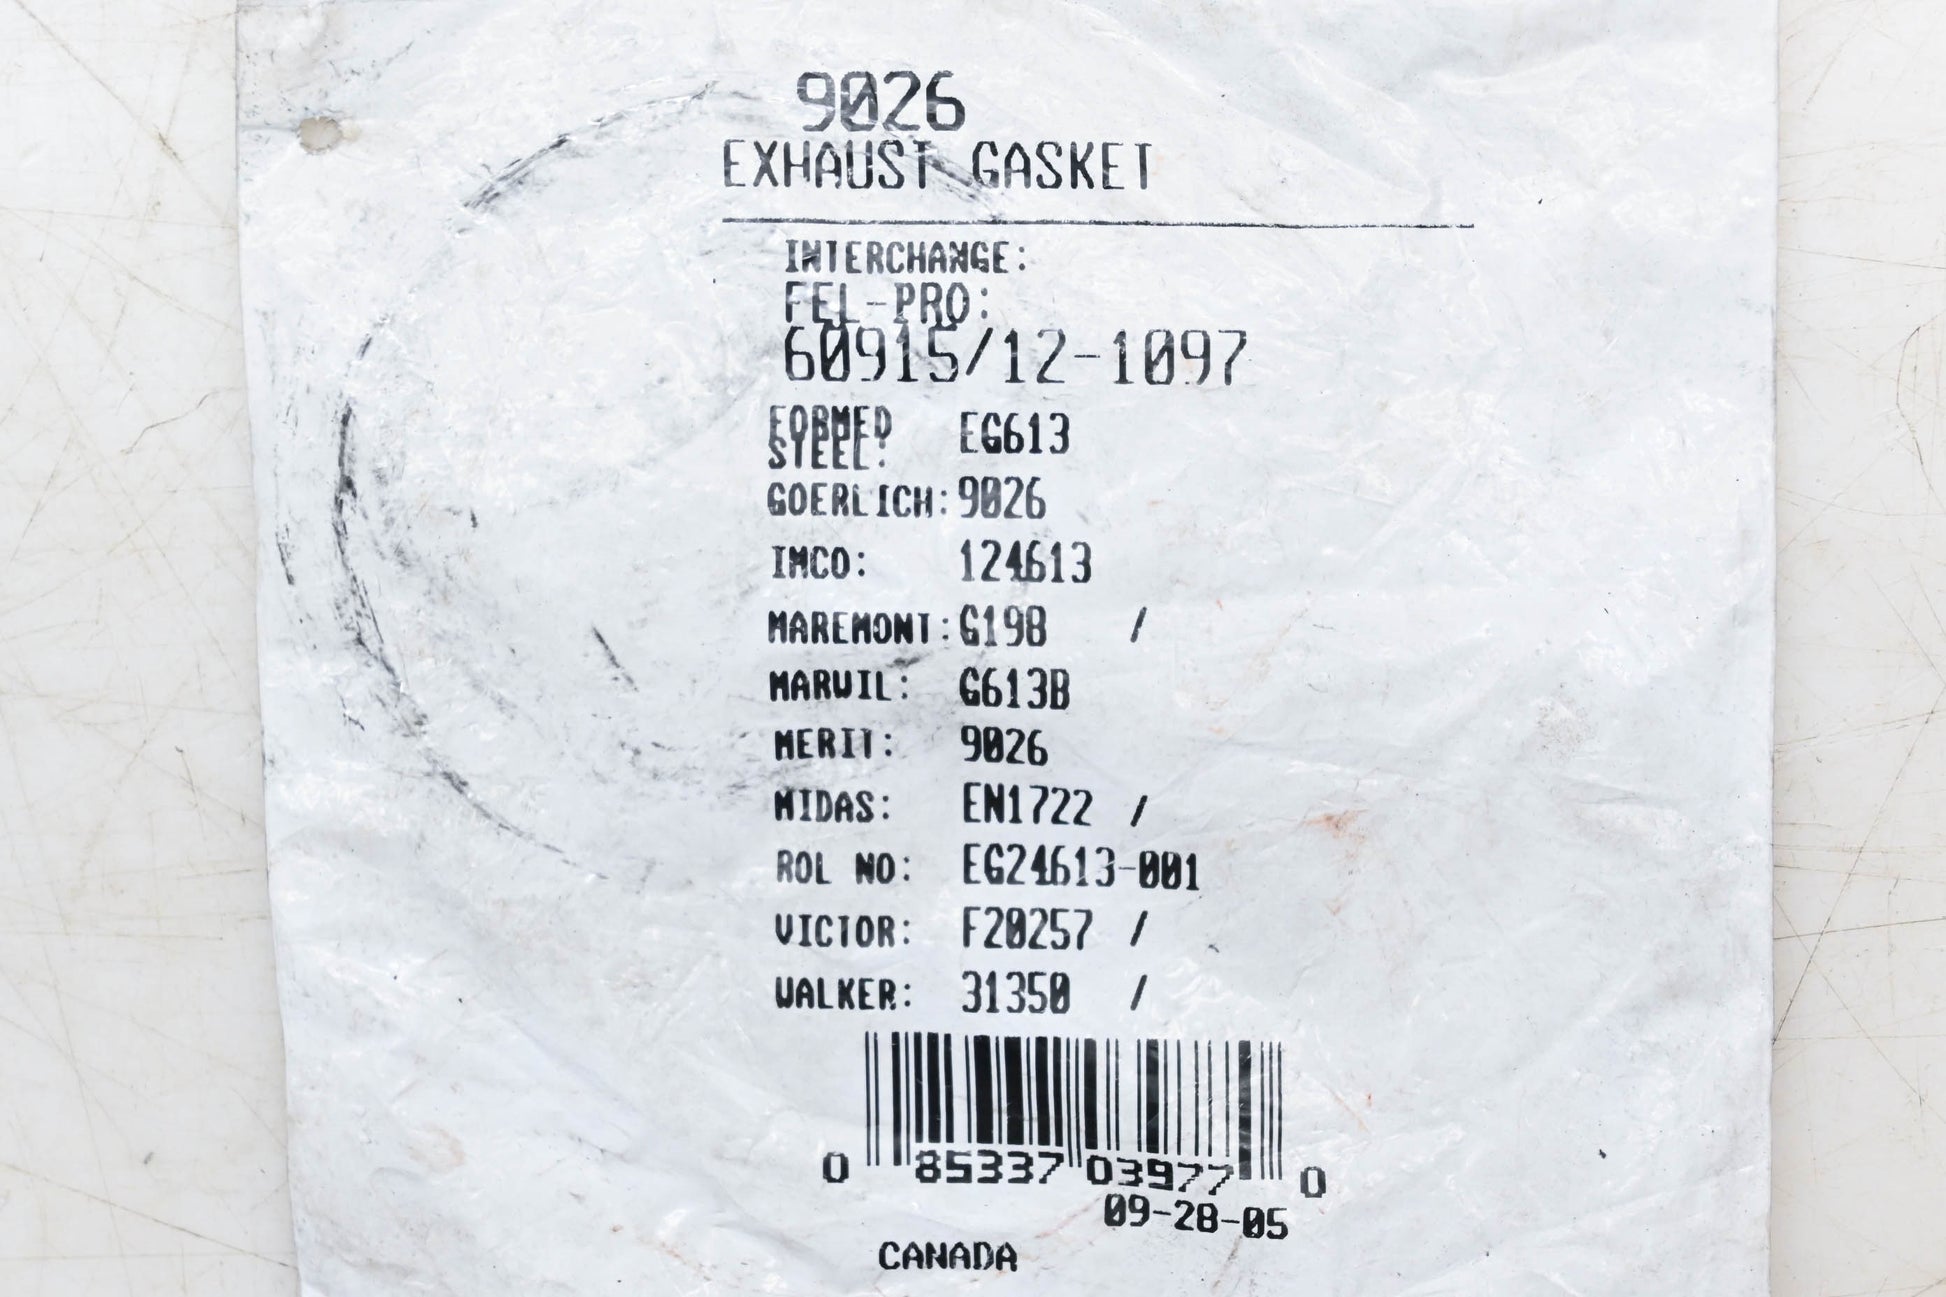 9026
EXHAUST GASKET
INTERCHANGE:
FEL-PRO:
60915/12-1097
FORMED STEEL: EG613
GOERLICH: 9026
IMCO: 124613
MAREMONT: G19B /
MARWIL: G613B
MERIT: 9026
MIDAS: EN1722 /
ROL NO: EG24613-001
VICTOR: F20257 /
WALKER: 31350 /
0 85337 03977 0
09-28-05
CANADA